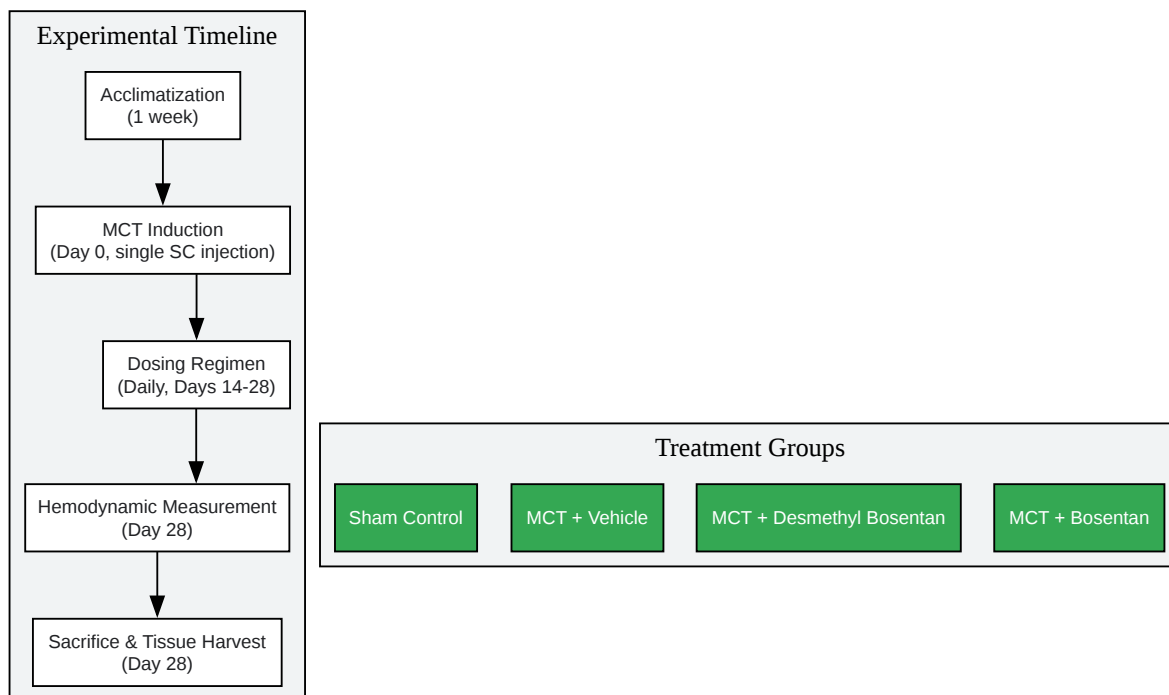 Experimental Timeline
Acclimatization
(1 week)
MCT Induction
(Day 0, single SC injection)
Dosing Regimen
(Daily, Days 14-28)
Hemodynamic Measurement
(Day 28)
Sacrifice & Tissue Harvest
(Day 28)
Treatment Groups
Sham Control
MCT + Vehicle
MCT + Desmethyl Bosentan
MCT + Bosentan